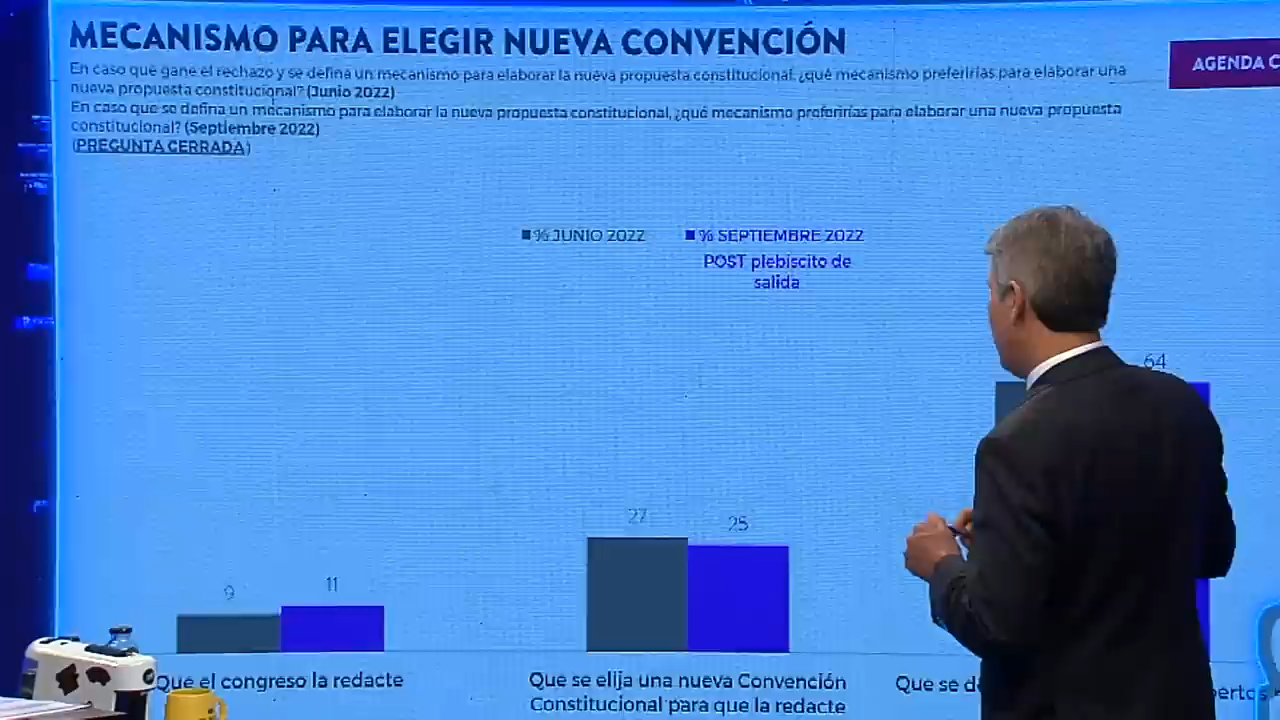 MECANISMO PARA ELEGIR NUEVA CONVENCIÓN
AGENDA C
En caso que gane el rechazo y se defina un mecanismo para elaborar la nueva propuesta constitucional, ¿qué mecanismo preferirías para elaborar una
nueva propuesta constitucional? (Junio 2022)
En caso que se defina un mecanismo para elaborar la nueva propuesta constitucional, ¿qué mecanismo preferirías para elaborar una nueva propuesta
constitucional? (Septiembre 2022)
(PREGUNTA CERRADA)
% JUNIO 2022
% SEPTIEMBRE 2022
POST plebiscito de
salida
64
27
25
9
11
Que el congreso la redacte
Que se elija una nueva Convención
Constitucional para que la redacte
Que se